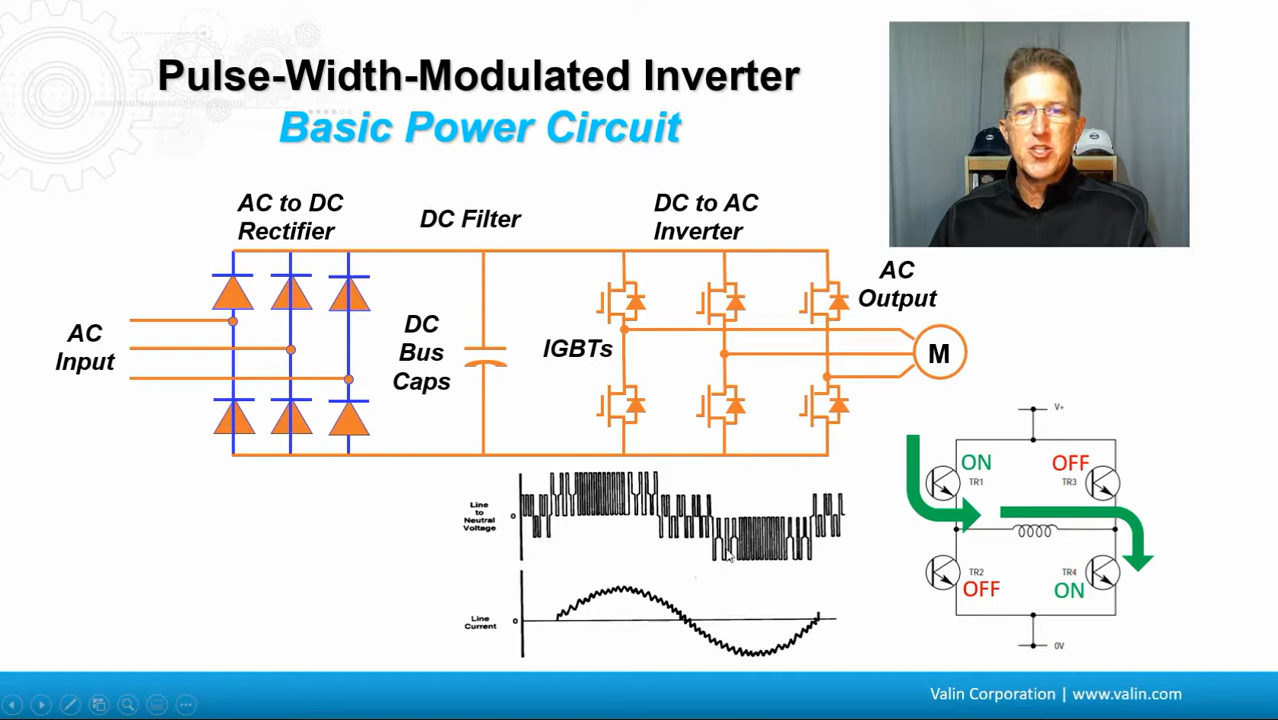 Pulse-Width-Modulated Inverter
Basic Power Circuit
AC to DC
Rectifier
DC Filter
DC to AC
Inverter
AC
Output
AC
Input
DC
Bus
Caps
IGBTs
M
Line
to
Neutral
Voltage
0
Line
Current
0
V+
ON
OFF
TR1
TR3
TR2
TR4
OFF
ON
0V
Valin Corporation | www.valin.com